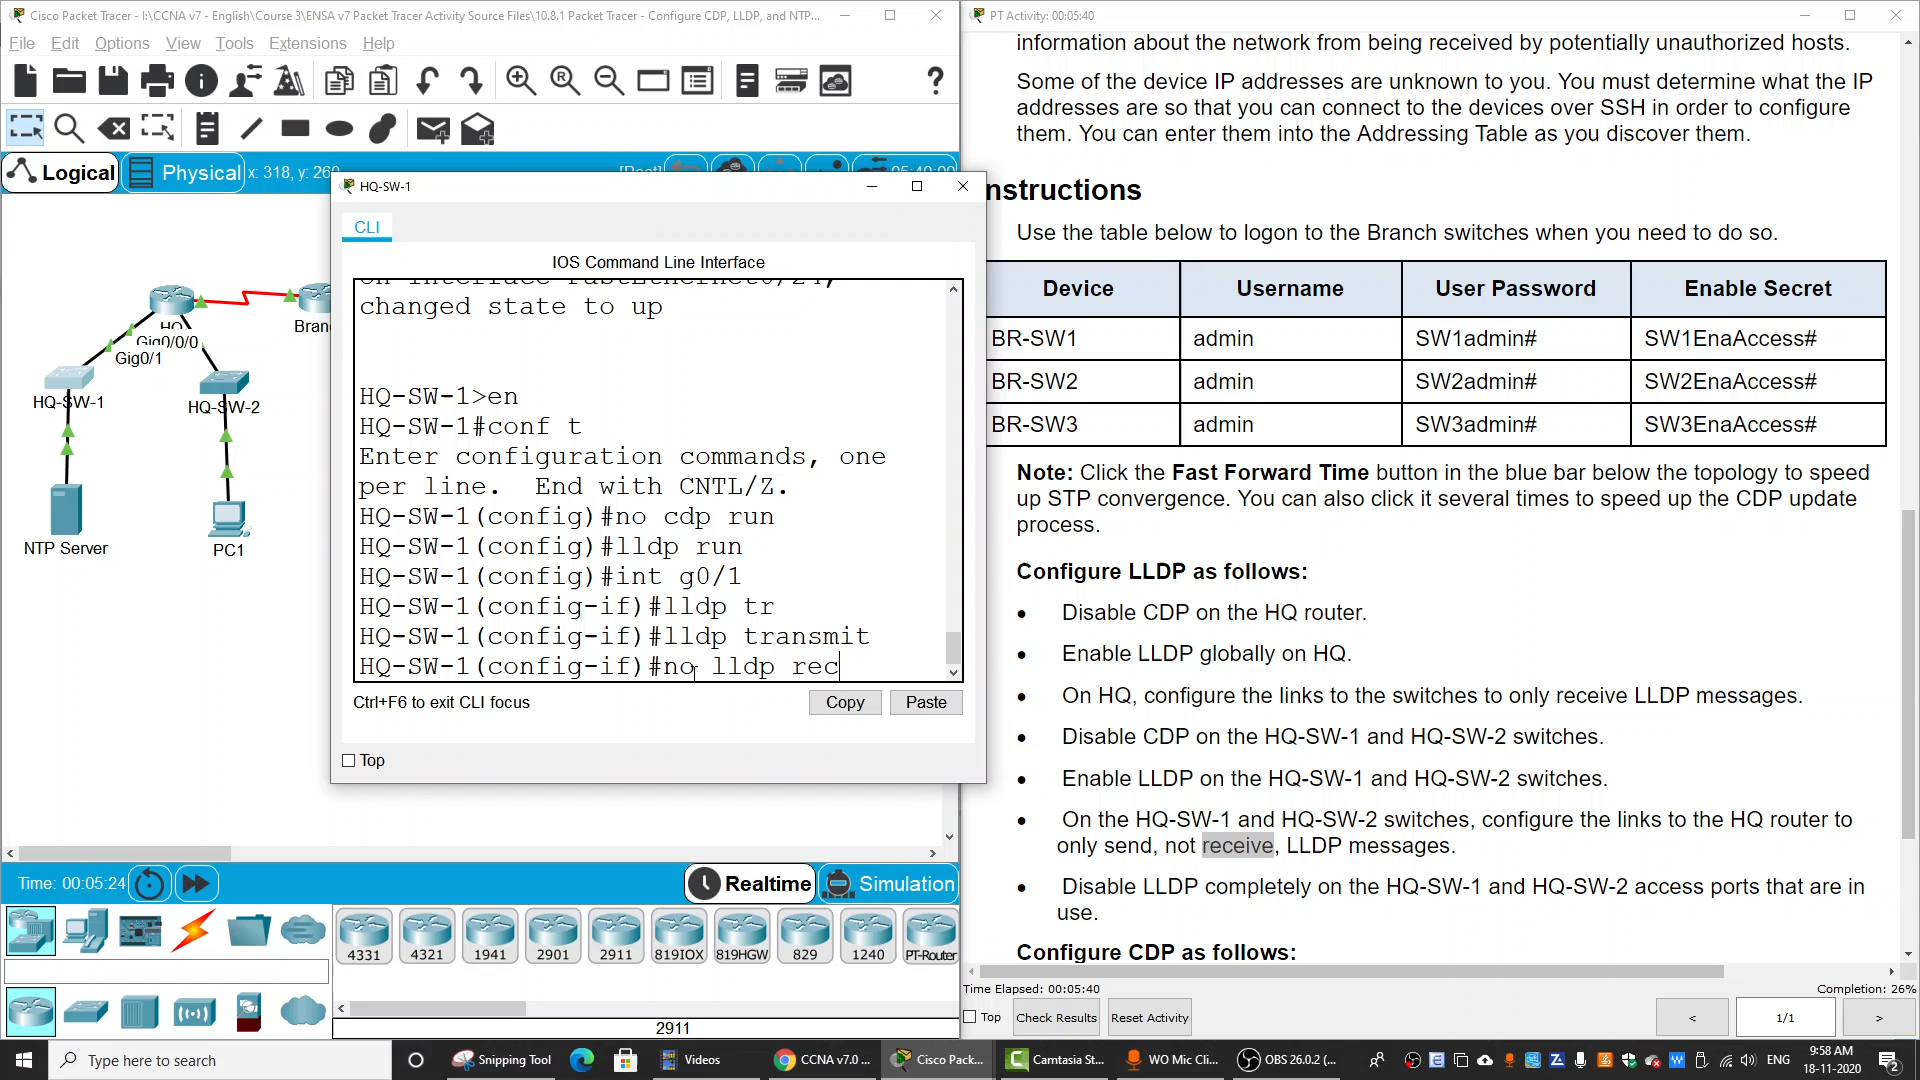 Cisco Packet Tracer - I:\CCNA v7 - English\Course 3\ENSA v7 Packet Tracer Activity Source Files\10.8.1 Packet Tracer - Configure CDP, LLDP, and NTP...
File Edit Options View Tools Extensions Help
Logical Physical x: 318, y: 260
[Root] 05:40:00
HQ
Gig0/0/0
Gig0/1
Bran
HQ-SW-1
HQ-SW-2
NTP Server
PC1
HQ-SW-1
CLI
IOS Command Line Interface
on interface FastEthernet0/24,
changed state to up
HQ-SW-1>en
HQ-SW-1#conf t
Enter configuration commands, one
per line. End with CNTL/Z.
HQ-SW-1(config)#no cdp run
HQ-SW-1(config)#lldp run
HQ-SW-1(config)#int g0/1
HQ-SW-1(config-if)#lldp tr
HQ-SW-1(config-if)#lldp transmit
HQ-SW-1(config-if)#no lldp rec
Ctrl+F6 to exit CLI focus
Copy Paste
Top
Time: 00:05:24
Realtime Simulation
4331 4321 1941 2901 2911 819IOX 819HGW 829 1240 PT-Router
2911
PT Activity: 00:05:40
information about the network from being received by potentially unauthorized hosts.
Some of the device IP addresses are unknown to you. You must determine what the IP
addresses are so that you can connect to the devices over SSH in order to configure
them. You can enter them into the Addressing Table as you discover them.
nstructions
Use the table below to logon to the Branch switches when you need to do so.
Device Username User Password Enable Secret
BR-SW1 admin SW1admin# SW1EnaAccess#
BR-SW2 admin SW2admin# SW2EnaAccess#
BR-SW3 admin SW3admin# SW3EnaAccess#
Note: Click the Fast Forward Time button in the blue bar below the topology to speed
up STP convergence. You can also click it several times to speed up the CDP update
process.
Configure LLDP as follows:
• Disable CDP on the HQ router.
• Enable LLDP globally on HQ.
• On HQ, configure the links to the switches to only receive LLDP messages.
• Disable CDP on the HQ-SW-1 and HQ-SW-2 switches.
• Enable LLDP on the HQ-SW-1 and HQ-SW-2 switches.
• On the HQ-SW-1 and HQ-SW-2 switches, configure the links to the HQ router to
only send, not receive, LLDP messages.
• Disable LLDP completely on the HQ-SW-1 and HQ-SW-2 access ports that are in
use.
Configure CDP as follows:
Time Elapsed: 00:05:40 Completion: 26%
Top Check Results Reset Activity < 1/1 >
Type here to search
Snipping Tool Videos CCNA v7.0 ... Cisco Pack... Camtasia St... WO Mic Cli... OBS 26.0.2 (...
ENG 9:58 AM
18-11-2020
2